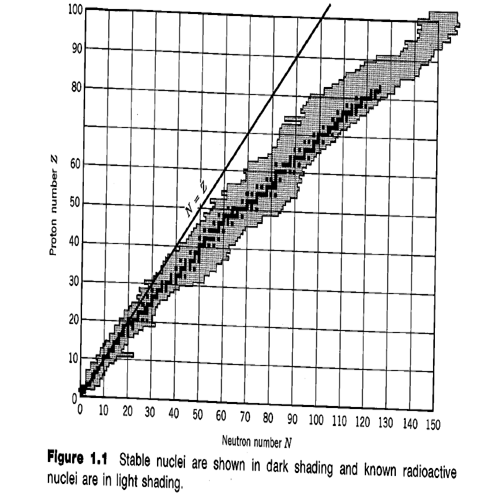 100
90
80
60
50
40
30
20
10
0
Proton number Z
N = Z
0 10 20 30 40 50 60 70 80 90 100 110 120 130 140 150
Neutron number N
Figure 1.1 Stable nuclei are shown in dark shading and known radioactive
nuclei are in light shading.